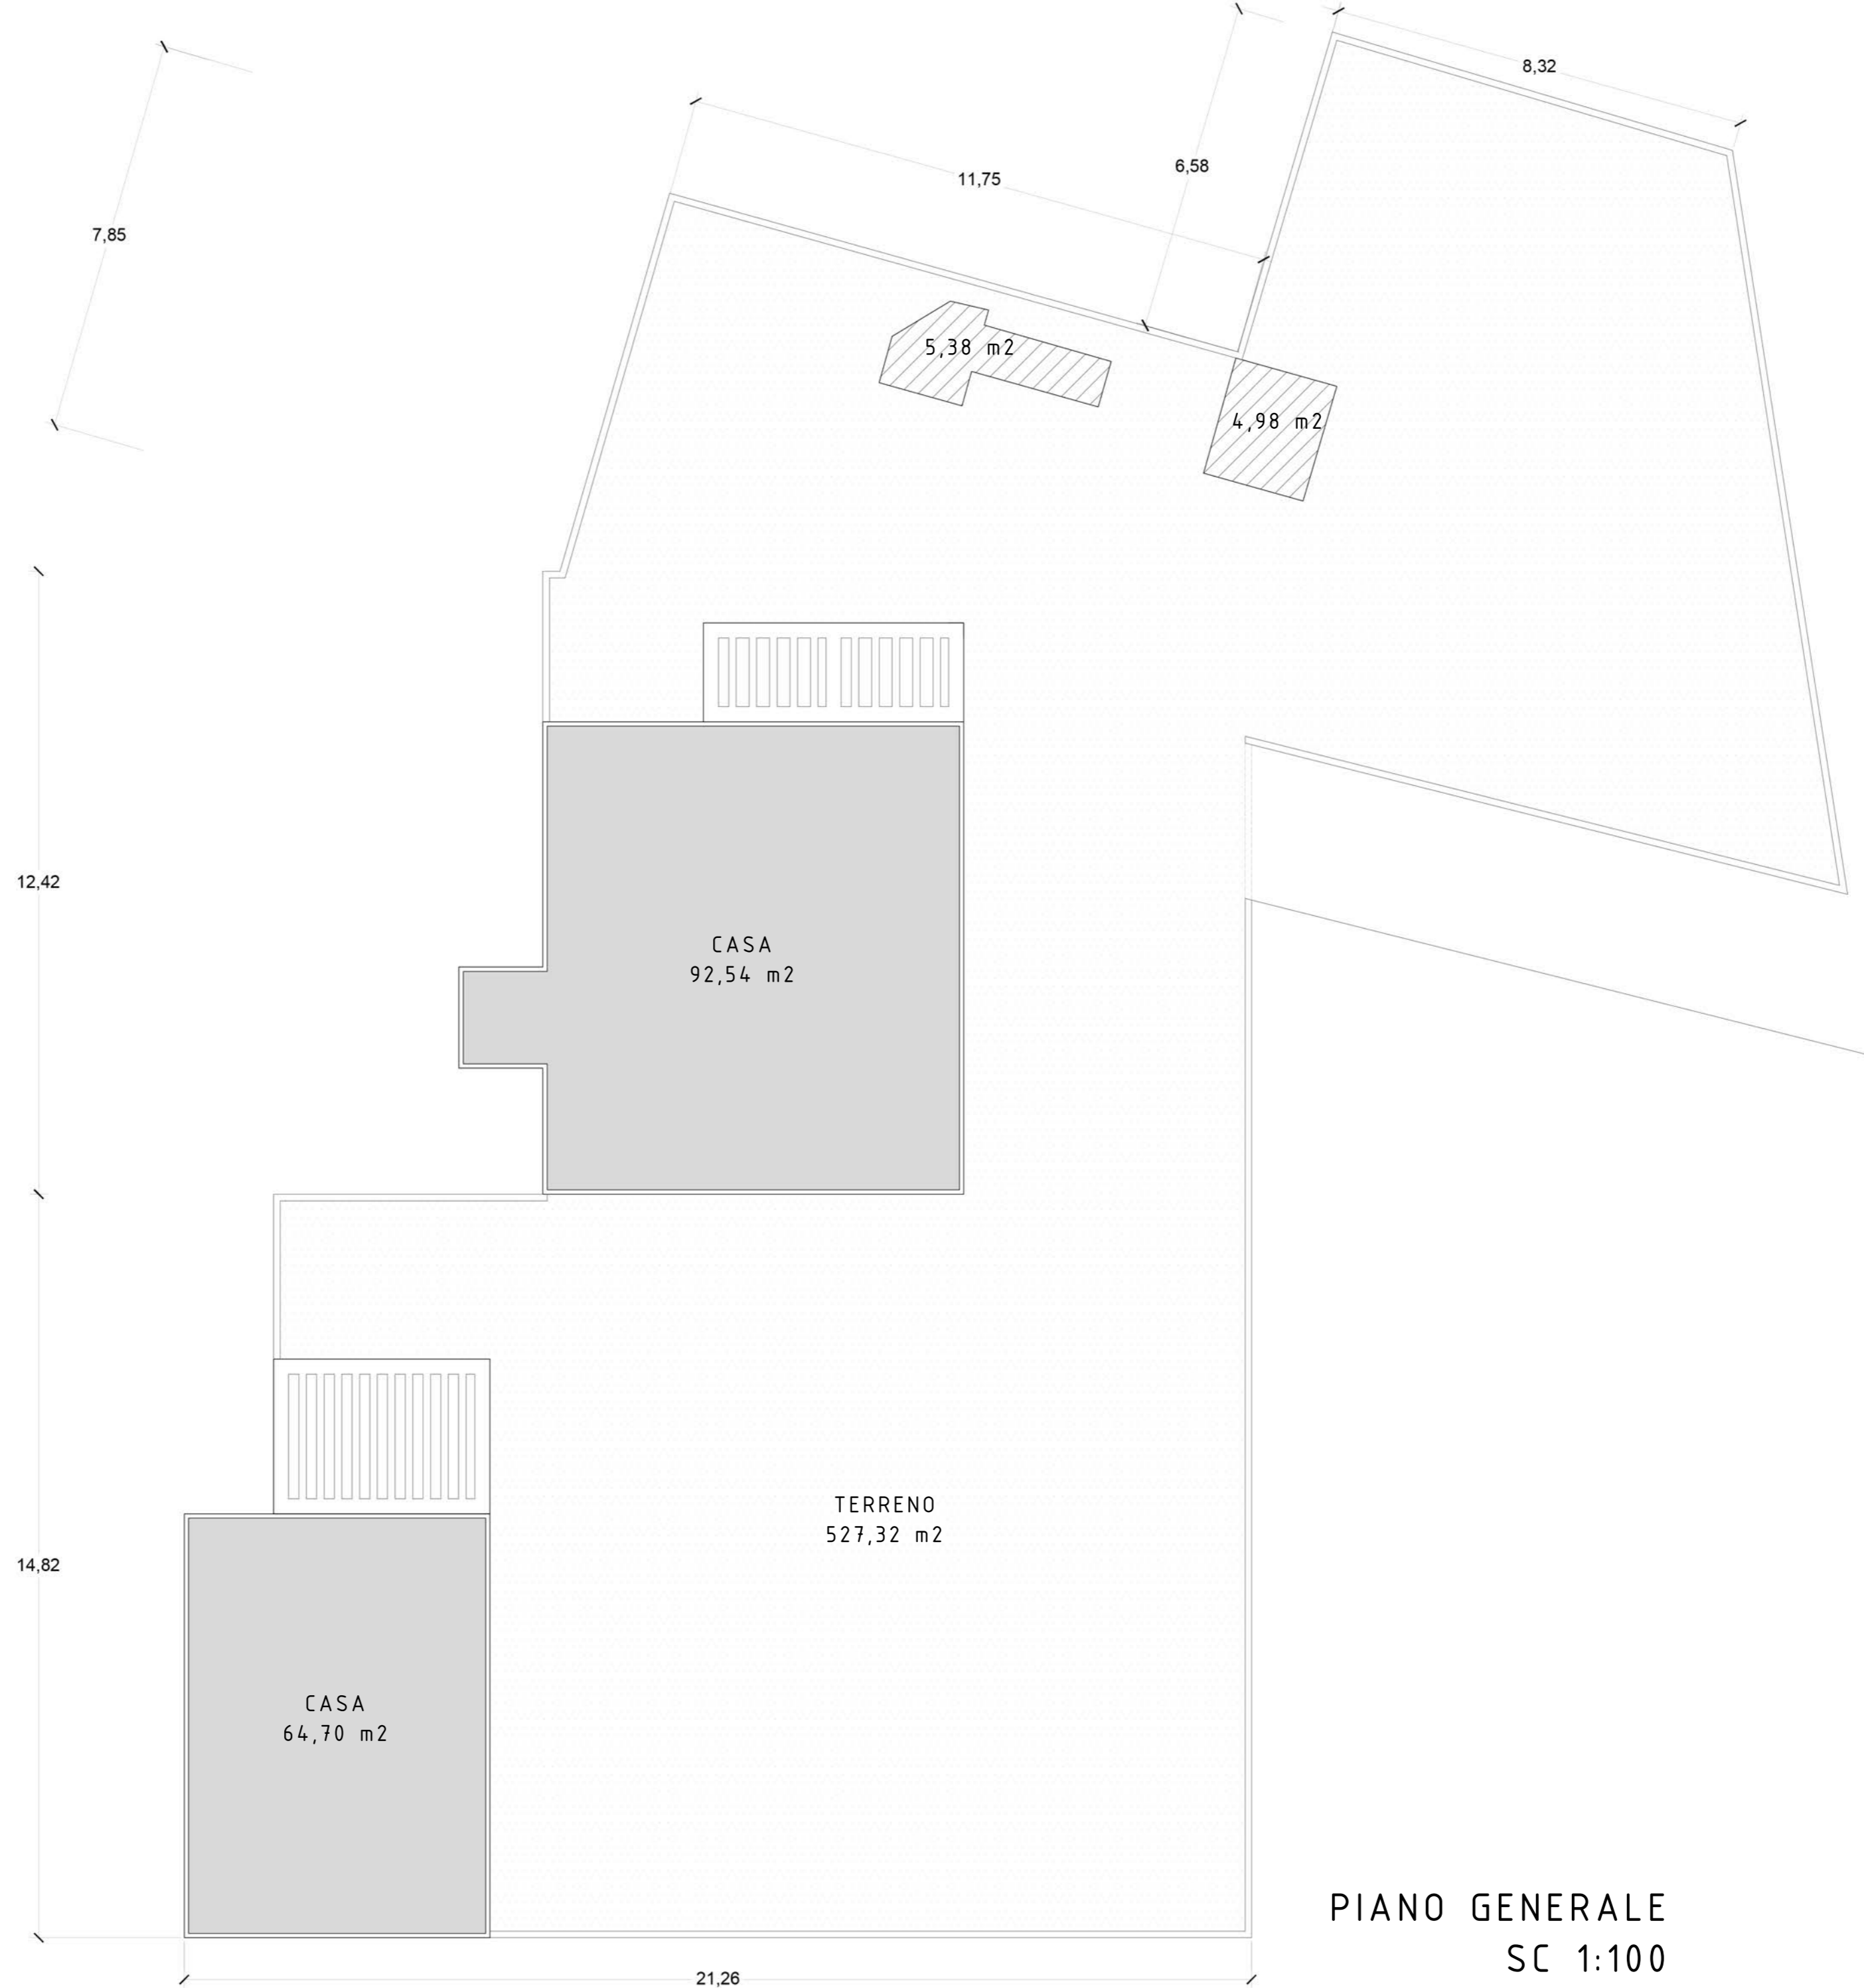 8,32
6,58
11,75
7,85
5,38 m2
4,98 m2
12,42
CASA
92,54 m2
TERRENO
527,32 m2
14,82
CASA
64,70 m2
PIANO GENERALE
SC 1:100
21,26